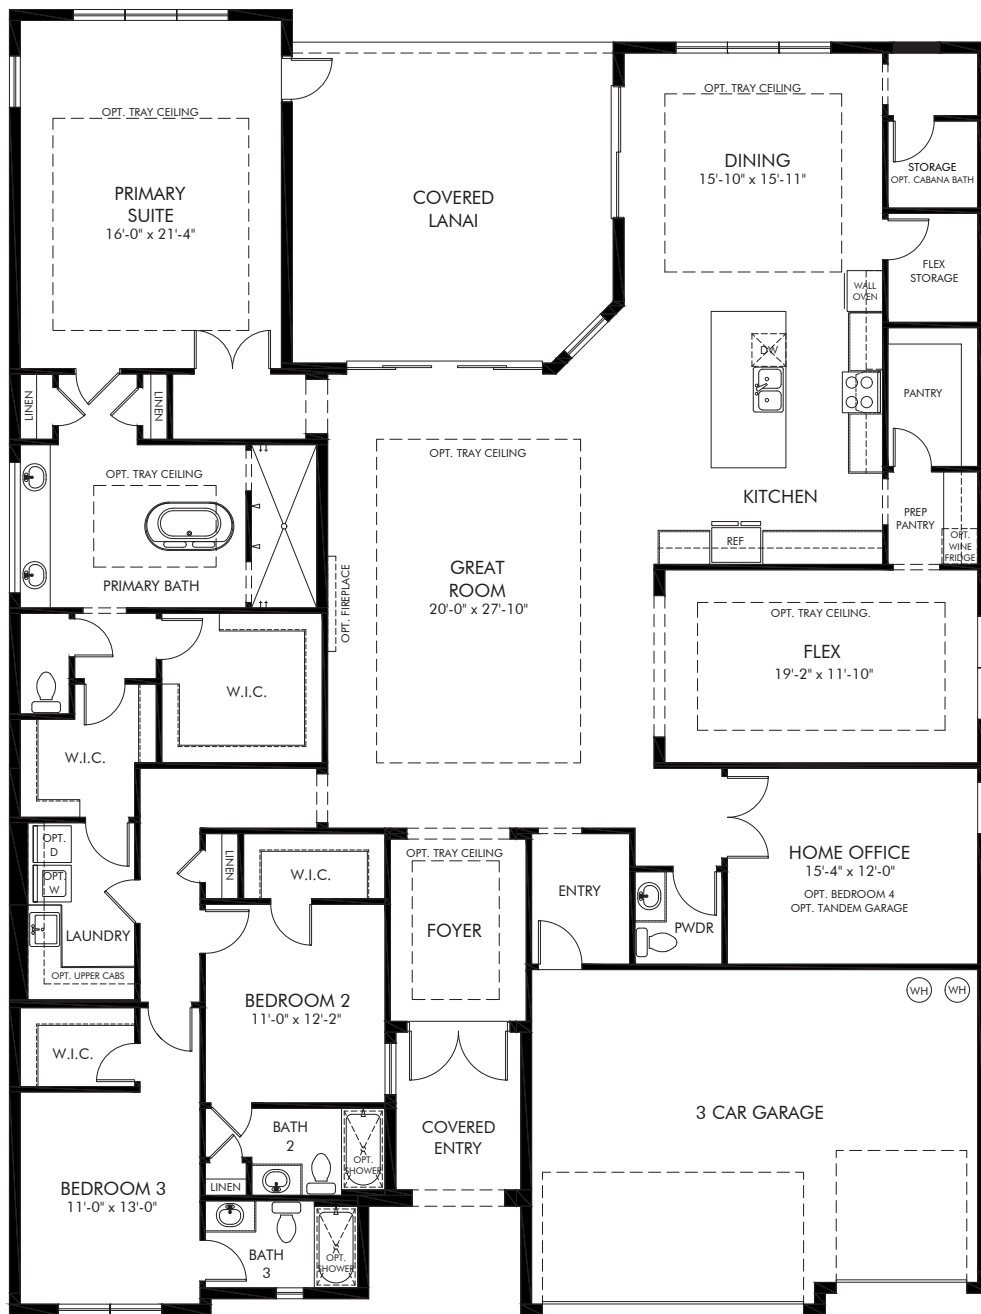 OPT. TRAY CEILING
PRIMARY
SUITE
16'-0" x 21'-4"
COVERED
LANAI
OPT. TRAY CEILING
DINING
15'-10" x 15'-11"
STORAGE
OPT. CABANA BATH
FLEX
STORAGE
WALL
OVEN
DW
PANTRY
LINEN
LINEN
OPT. TRAY CEILING
PRIMARY BATH
OPT. TRAY CEILING
GREAT
ROOM
20'-0" x 27'-10"
OPT. FIREPLACE
KITCHEN
REF
PREP
PANTRY
OPT.
WINE
FRIDGE
OPT. TRAY CEILING.
FLEX
19'-2" x 11'-10"
W.I.C.
W.I.C.
OPT.
D
OPT.
W
LAUNDRY
OPT. UPPER CABS
LINEN
W.I.C.
OPT. TRAY CEILING
FOYER
ENTRY
PWDR
HOME OFFICE
15'-4" x 12'-0"
OPT. BEDROOM 4
OPT. TANDEM GARAGE
WH
WH
BEDROOM 2
11'-0" x 12'-2"
W.I.C.
BEDROOM 3
11'-0" x 13'-0"
BATH
2
OPT.
SHOWER
LINEN
BATH
3
OPT.
SHOWER
COVERED
ENTRY
3 CAR GARAGE